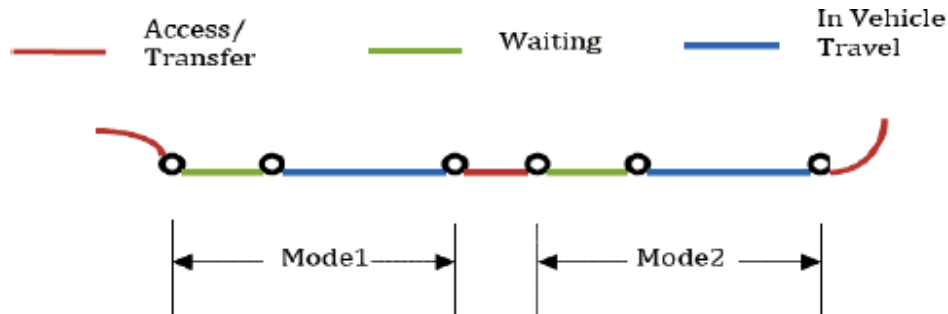 Access/
Transfer
Waiting
In Vehicle
Travel
Mode1
Mode2